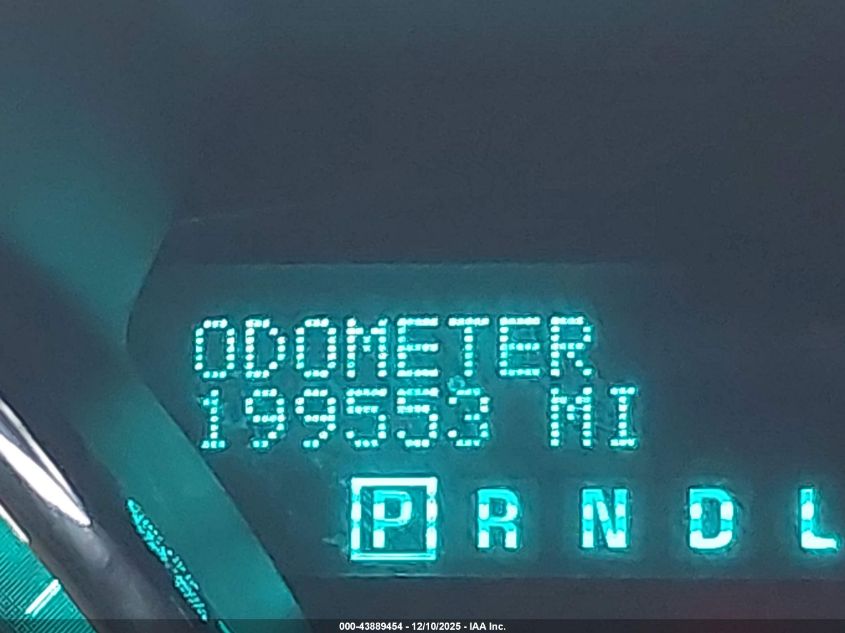 ODOMETER
199553 MI
P R N D L
000-43889454 - 12/10/2025 - IAA Inc.